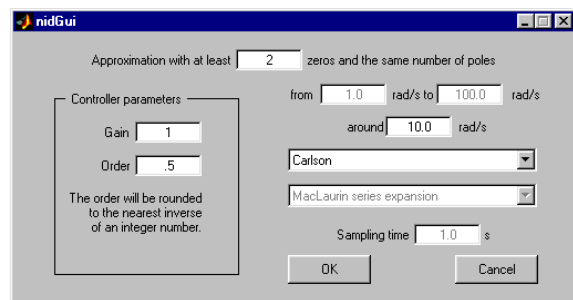 nidGui
Approximation with at least 2 zeros and the same number of poles
Controller parameters
Gain 1
Order .5
The order will be rounded
to the nearest inverse
of an integer number.
from 1.0 rad/s to 100.0 rad/s
around 10.0 rad/s
Carlson
MacLaurin series expansion
Sampling time 1.0 s
OK Cancel